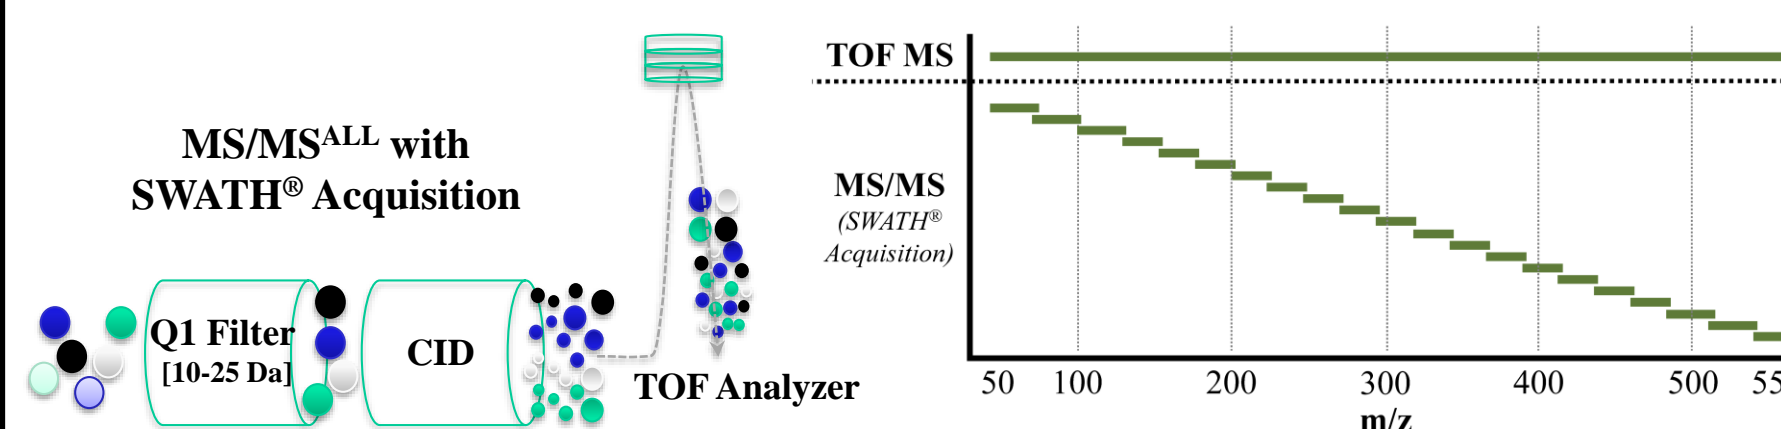 MS/MSALL with
SWATH® Acquisition
Q1 Filter
[10-25 Da]
CID
TOF Analyzer
TOF MS
MS/MS
(SWATH®
Acquisition)
50 100 200 300 400 500 55
m/z